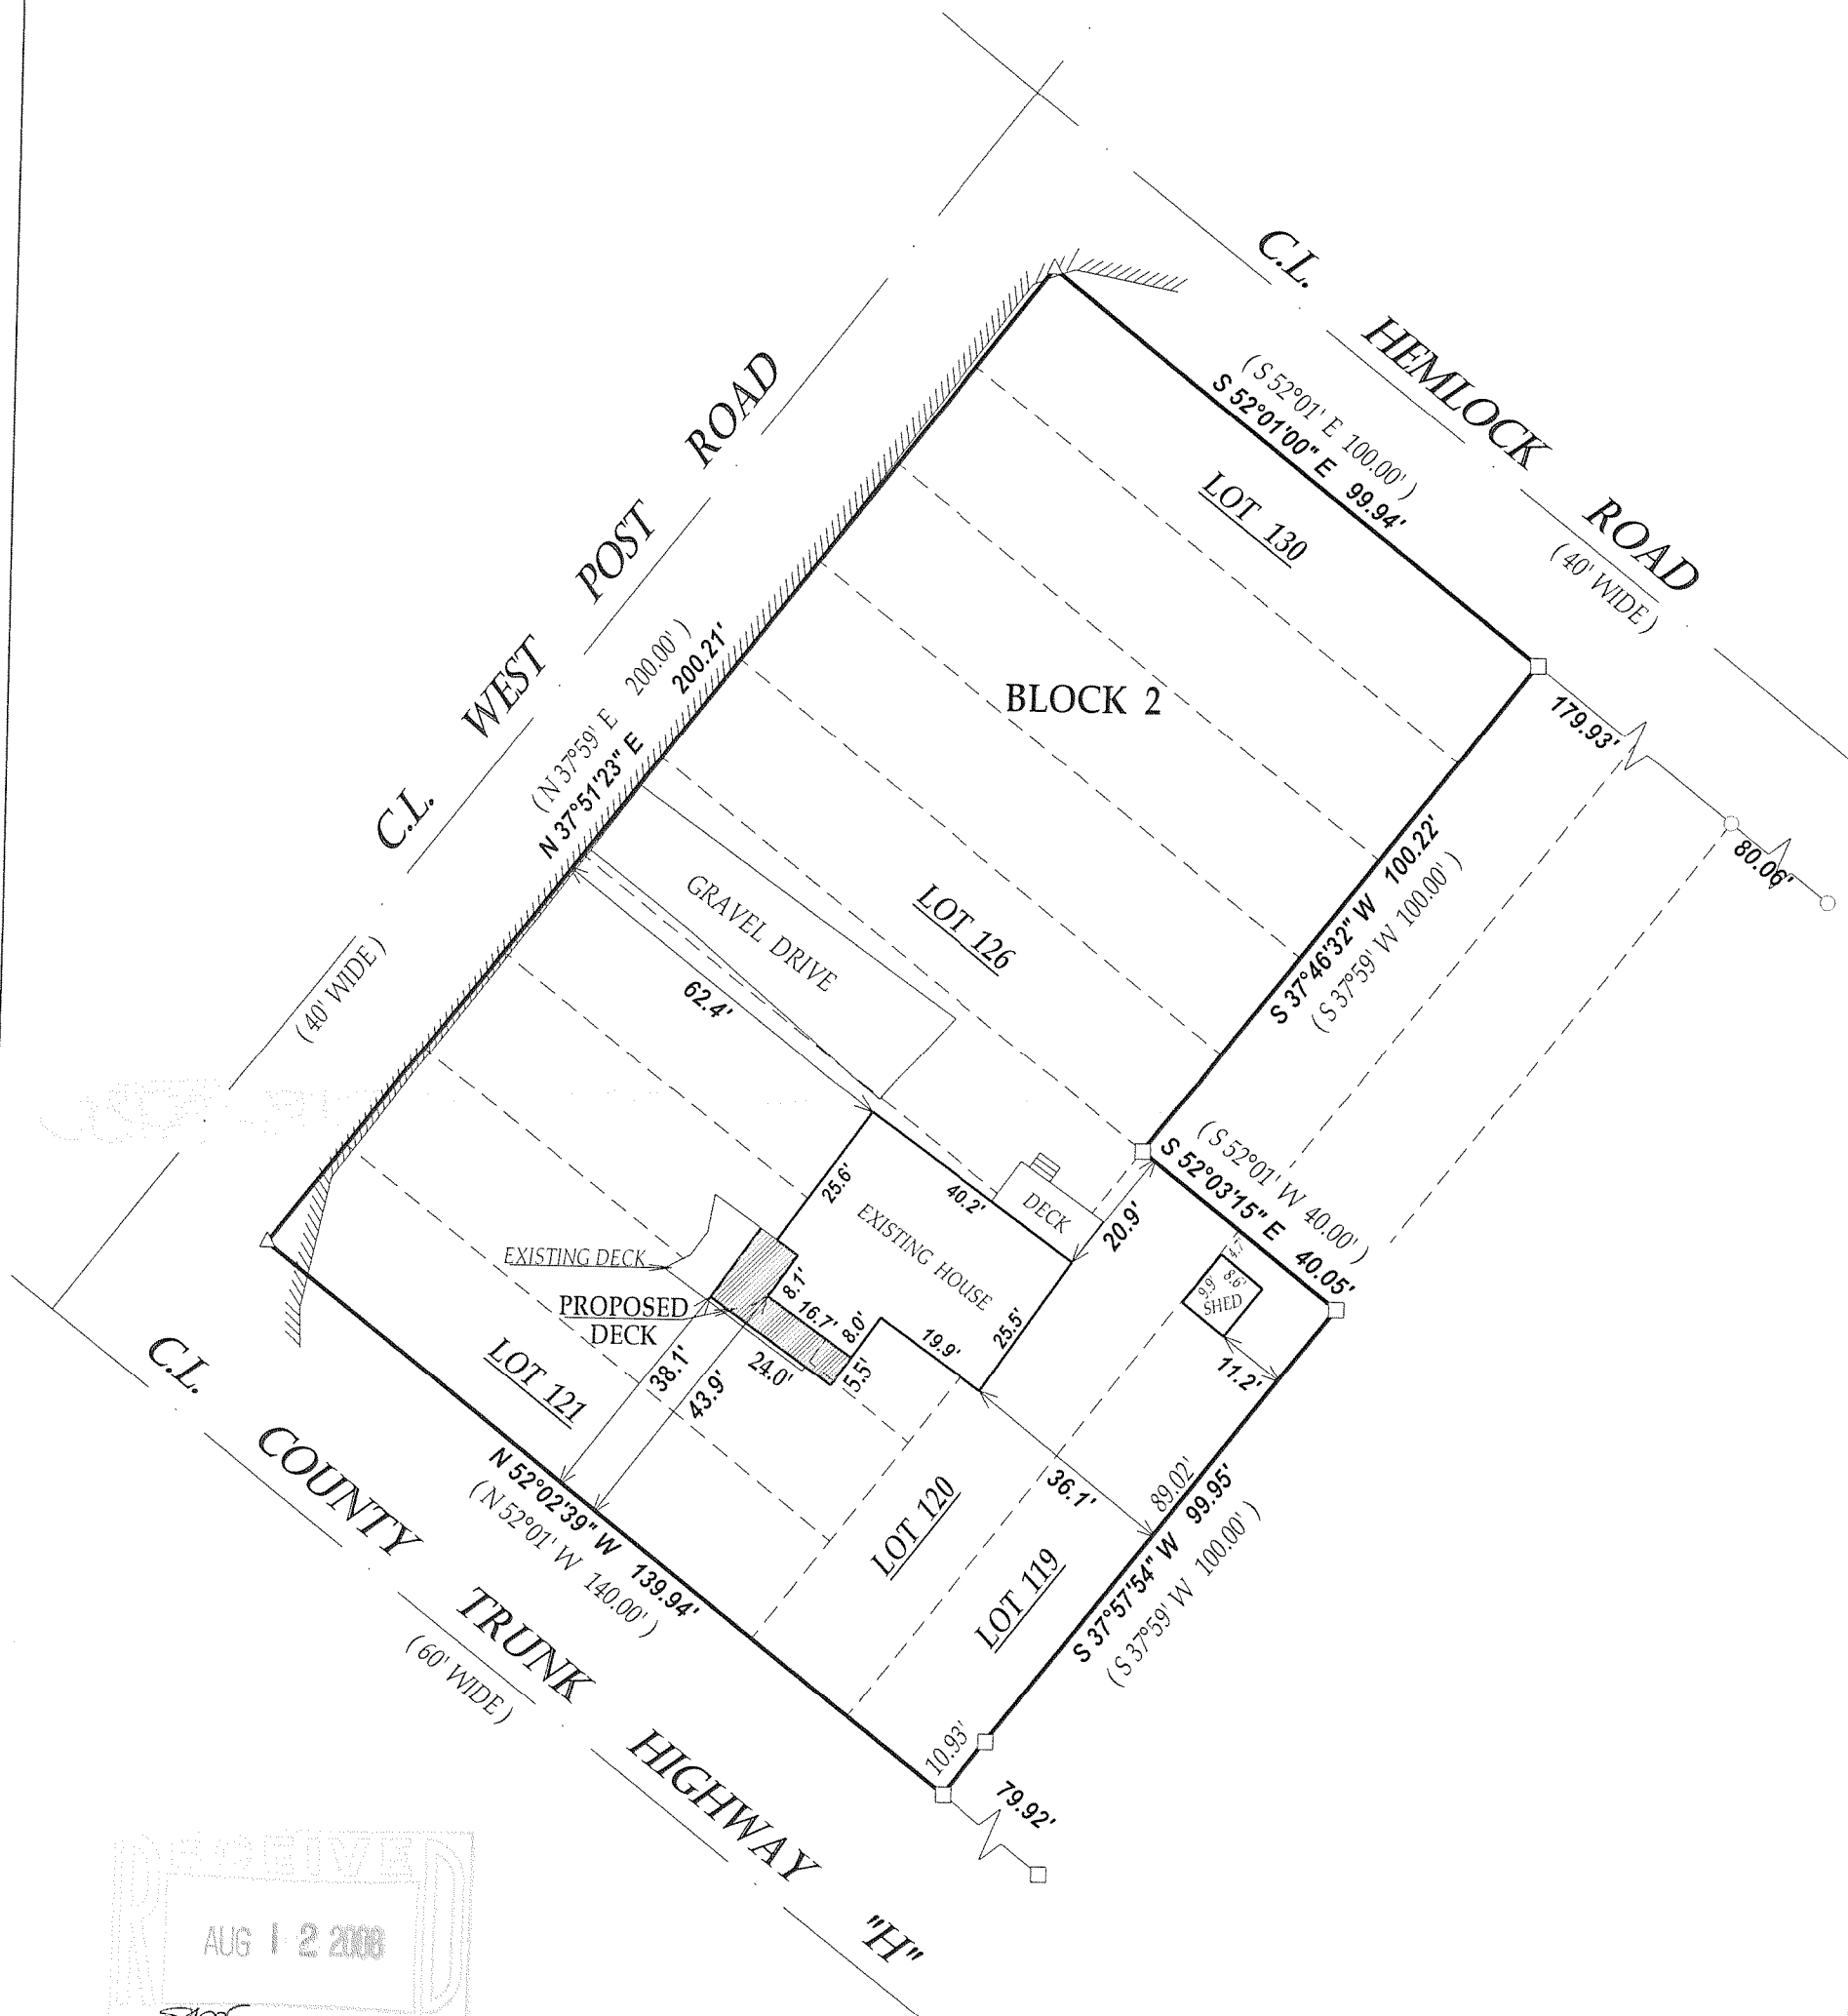 C.L. HEMLOCK ROAD
(40' WIDE)
(S 52°01' E 100.00')
S 52°01'00" E 99.94'
LOT 130
C.L. WEST POST ROAD
(40' WIDE)
(N 37°59' E 200.00')
N 37°51'23" E 200.21'
BLOCK 2
179.93'
80.06'
S 37°46'32" W 100.22'
(S 37°59' W 100.00')
GRAVEL DRIVE
LOT 126
62.4'
(S 52°01' W 40.00')
S 52°03'15" E 40.05'
25.6'
40.2'
DECK
20.9'
EXISTING HOUSE
4.7'
8.6'
9.9'
SHED
EXISTING DECK
PROPOSED
DECK
8.1'
16.7'
8.0'
19.9'
25.5'
11.2'
24.0'
5.5'
38.1'
43.9'
LOT 121
36.1'
89.02'
S 37°57'54" W 99.95'
(S 37°59' W 100.00')
LOT 120
LOT 119
N 52°02'39" W 139.94'
(N 52°01' W 140.00')
10.93'
79.92'
C.L. COUNTY TRUNK HIGHWAY "H"
(60' WIDE)
RECEIVED
AUG 12 2008